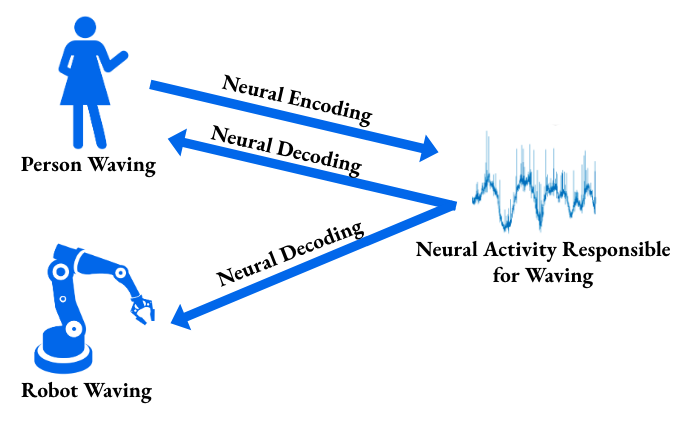 Neural Encoding
Neural Decoding
Person Waving
Neural Decoding
Neural Activity Responsible
for Waving
Robot Waving